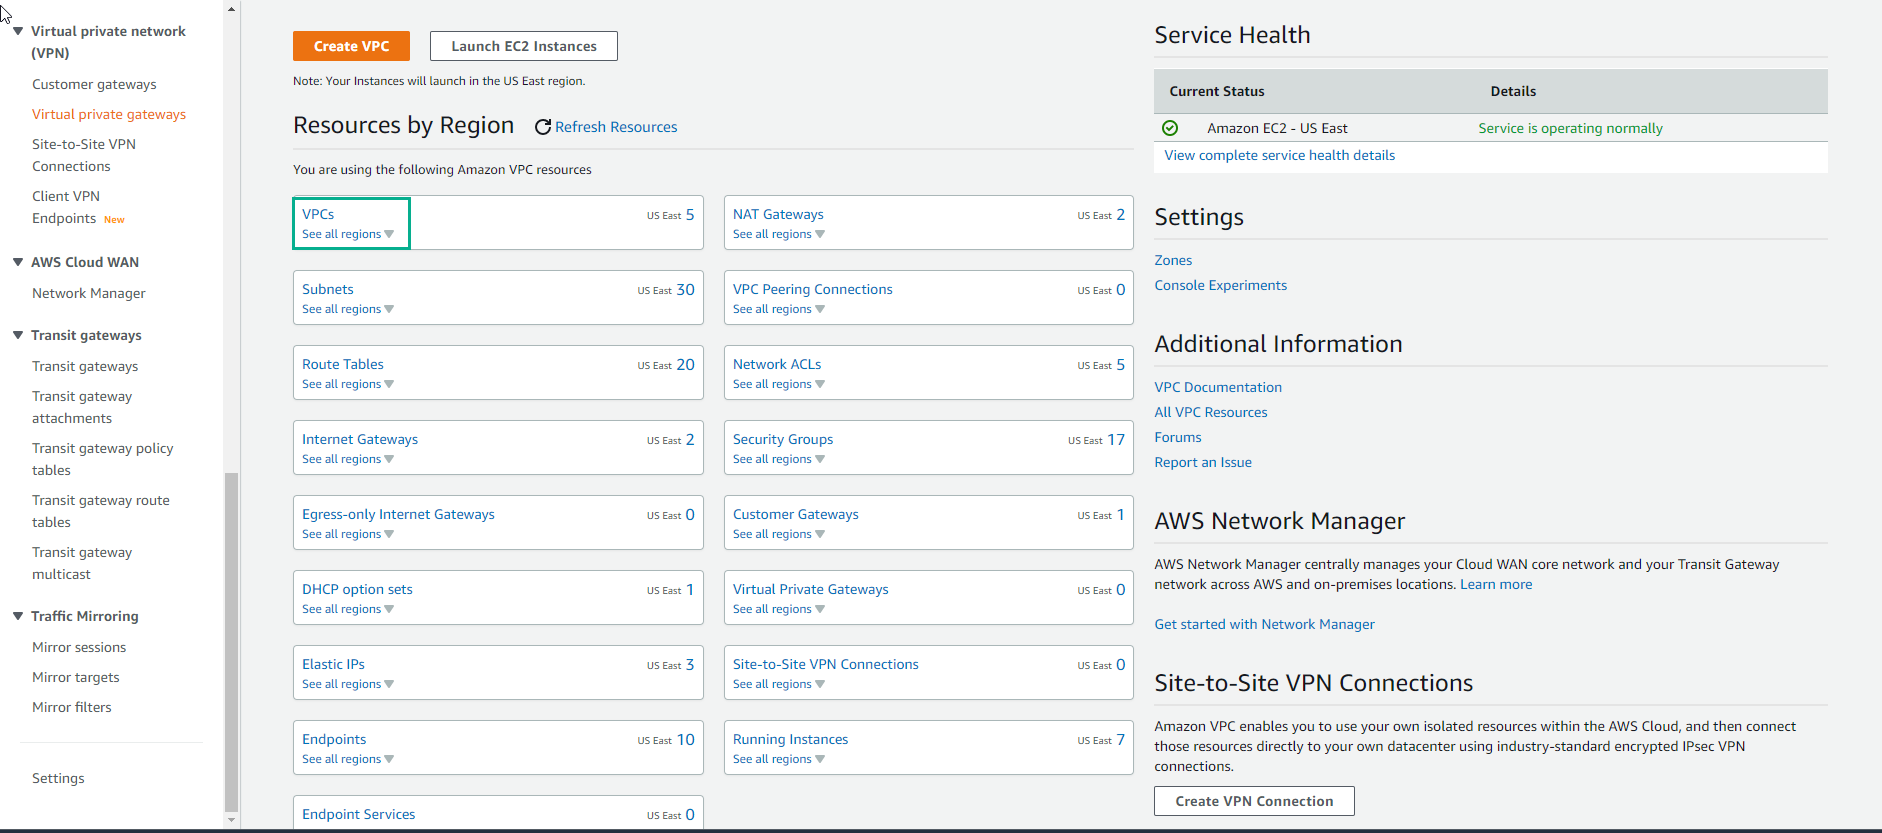 Virtual private network
(VPN)
Customer gateways
Virtual private gateways
Site-to-Site VPN
Connections
Client VPN
Endpoints New
AWS Cloud WAN
Network Manager
Transit gateways
Transit gateways
Transit gateway
attachments
Transit gateway policy
tables
Transit gateway route
tables
Transit gateway
multicast
Traffic Mirroring
Mirror sessions
Mirror targets
Mirror filters
Settings
Create VPC
Launch EC2 Instances
Note: Your Instances will launch in the US East region.
Resources by Region
Refresh Resources
You are using the following Amazon VPC resources
VPCs
US East 5
See all regions
NAT Gateways
US East 2
See all regions
Subnets
US East 30
See all regions
VPC Peering Connections
US East 0
See all regions
Route Tables
US East 20
See all regions
Network ACLs
US East 5
See all regions
Internet Gateways
US East 2
See all regions
Security Groups
US East 17
See all regions
Egress-only Internet Gateways
US East 0
See all regions
Customer Gateways
US East 1
See all regions
DHCP option sets
US East 1
See all regions
Virtual Private Gateways
US East 0
See all regions
Elastic IPs
US East 3
See all regions
Site-to-Site VPN Connections
US East 0
See all regions
Endpoints
US East 10
See all regions
Running Instances
US East 7
See all regions
Endpoint Services
US East 0
Service Health
Current Status
Details
Amazon EC2 - US East
Service is operating normally
View complete service health details
Settings
Zones
Console Experiments
Additional Information
VPC Documentation
All VPC Resources
Forums
Report an Issue
AWS Network Manager
AWS Network Manager centrally manages your Cloud WAN core network and your Transit Gateway
network across AWS and on-premises locations. Learn more
Get started with Network Manager
Site-to-Site VPN Connections
Amazon VPC enables you to use your own isolated resources within the AWS Cloud, and then connect
those resources directly to your own datacenter using industry-standard encrypted IPsec VPN
connections.
Create VPN Connection